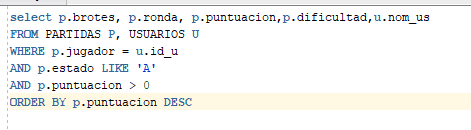 select p.brotes, p.ronda, p.puntuacion,p.dificultad,u.nom_us
FROM PARTIDAS P, USUARIOS U
WHERE p.jugador = u.id_u
AND p.estado LIKE 'A'
AND p.puntuacion > 0
ORDER BY p.puntuacion DESC